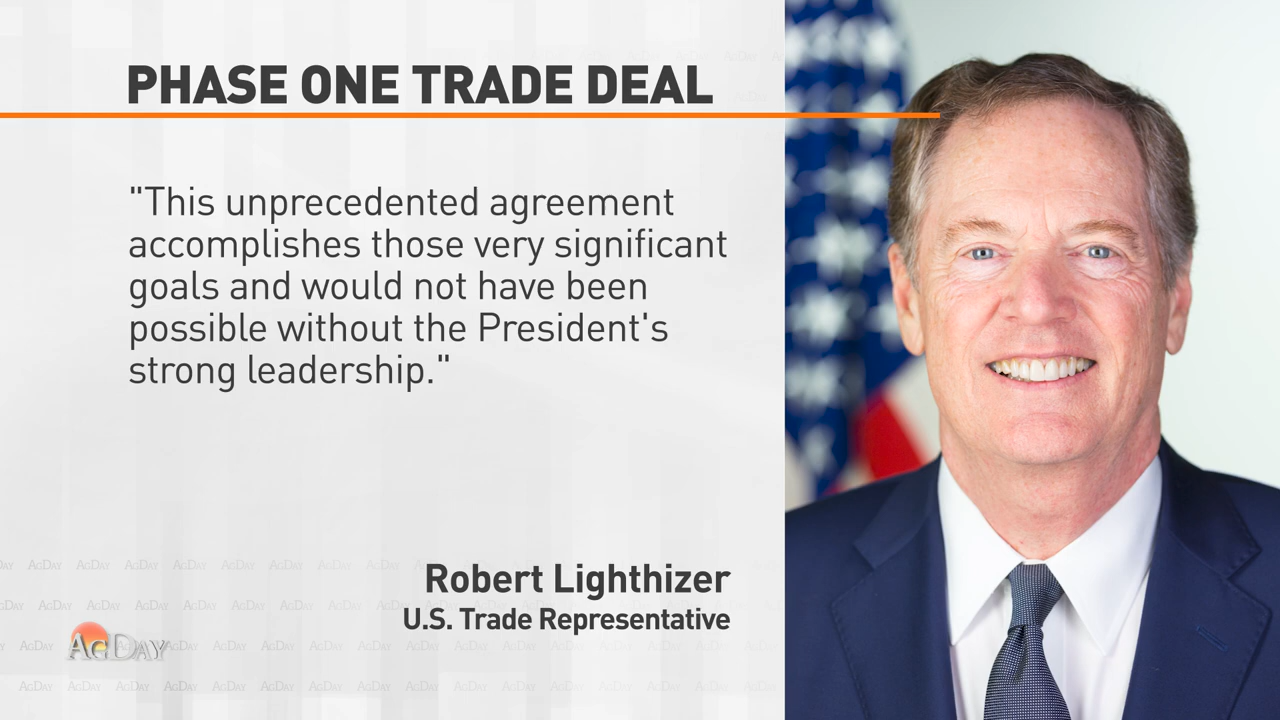 PHASE ONE TRADE DEAL
"This unprecedented agreement
accomplishes those very significant
goals and would not have been
possible without the President's
strong leadership."
Robert Lighthizer
U.S. Trade Representative
AgDay